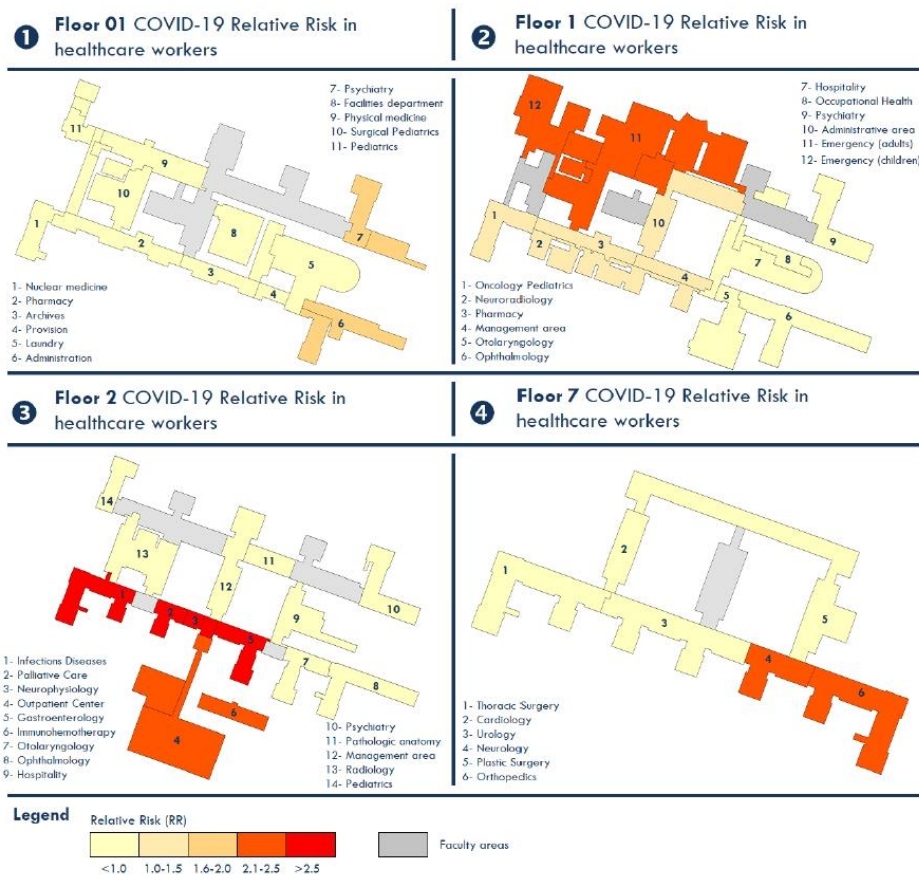 1 Floor 01 COVID-19 Relative Risk in
healthcare workers
7- Psychiatry
8- Facilities department
9- Physical medicine
10- Surgical Pediatrics
11- Pediatrics
11
9
10
1
2
8
7
3
5
4
6
1- Nuclear medicine
2- Pharmacy
3- Archives
4- Provision
5- Laundry
6- Administration
2 Floor 1 COVID-19 Relative Risk in
healthcare workers
7- Hospitality
8- Occupational Health
9- Psychiatry
10- Administrative area
11- Emergency (adults)
12- Emergency (children)
12
11
1
10
2
3
9
7
8
4
5
6
1- Oncology Pediatrics
2- Neuroradiology
3- Pharmacy
4- Management area
5- Otolaryngology
6- Ophthalmology
3 Floor 2 COVID-19 Relative Risk in
healthcare workers
14
13
11
12
1
2
3
10
9
5
7
8
6
4
1- Infections Diseases
2- Palliative Care
3- Neurophysiology
4- Outpatient Center
5- Gastroenterology
6- Immunohemotherapy
7- Otolaryngology
8- Ophthalmology
9- Hospitality
10- Psychiatry
11- Pathologic anatomy
12- Management area
13- Radiology
14- Pediatrics
4 Floor 7 COVID-19 Relative Risk in
healthcare workers
2
1
3
5
4
6
1- Thoracic Surgery
2- Cardiology
3- Urology
4- Neurology
5- Plastic Surgery
6- Orthopedics
Legend
Relative Risk (RR)
<1.0 1.0-1.5 1.6-2.0 2.1-2.5 >2.5
Faculty areas